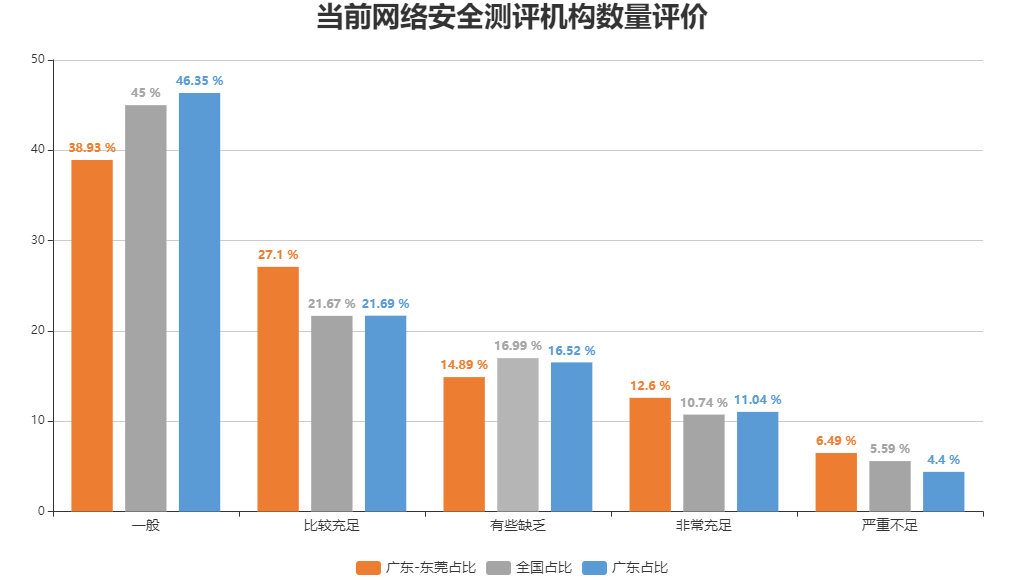 当前网络安全测评机构数量评价
50
40
30
20
10
0
38.93 % 45 % 46.35 %
27.1 % 21.67 % 21.69 %
14.89 % 16.99 % 16.52 %
12.6 % 10.74 % 11.04 %
6.49 % 5.59 % 4.4 %
一般 比较充足 有些缺乏 非常充足 严重不足
广东-东莞占比 全国占比 广东占比